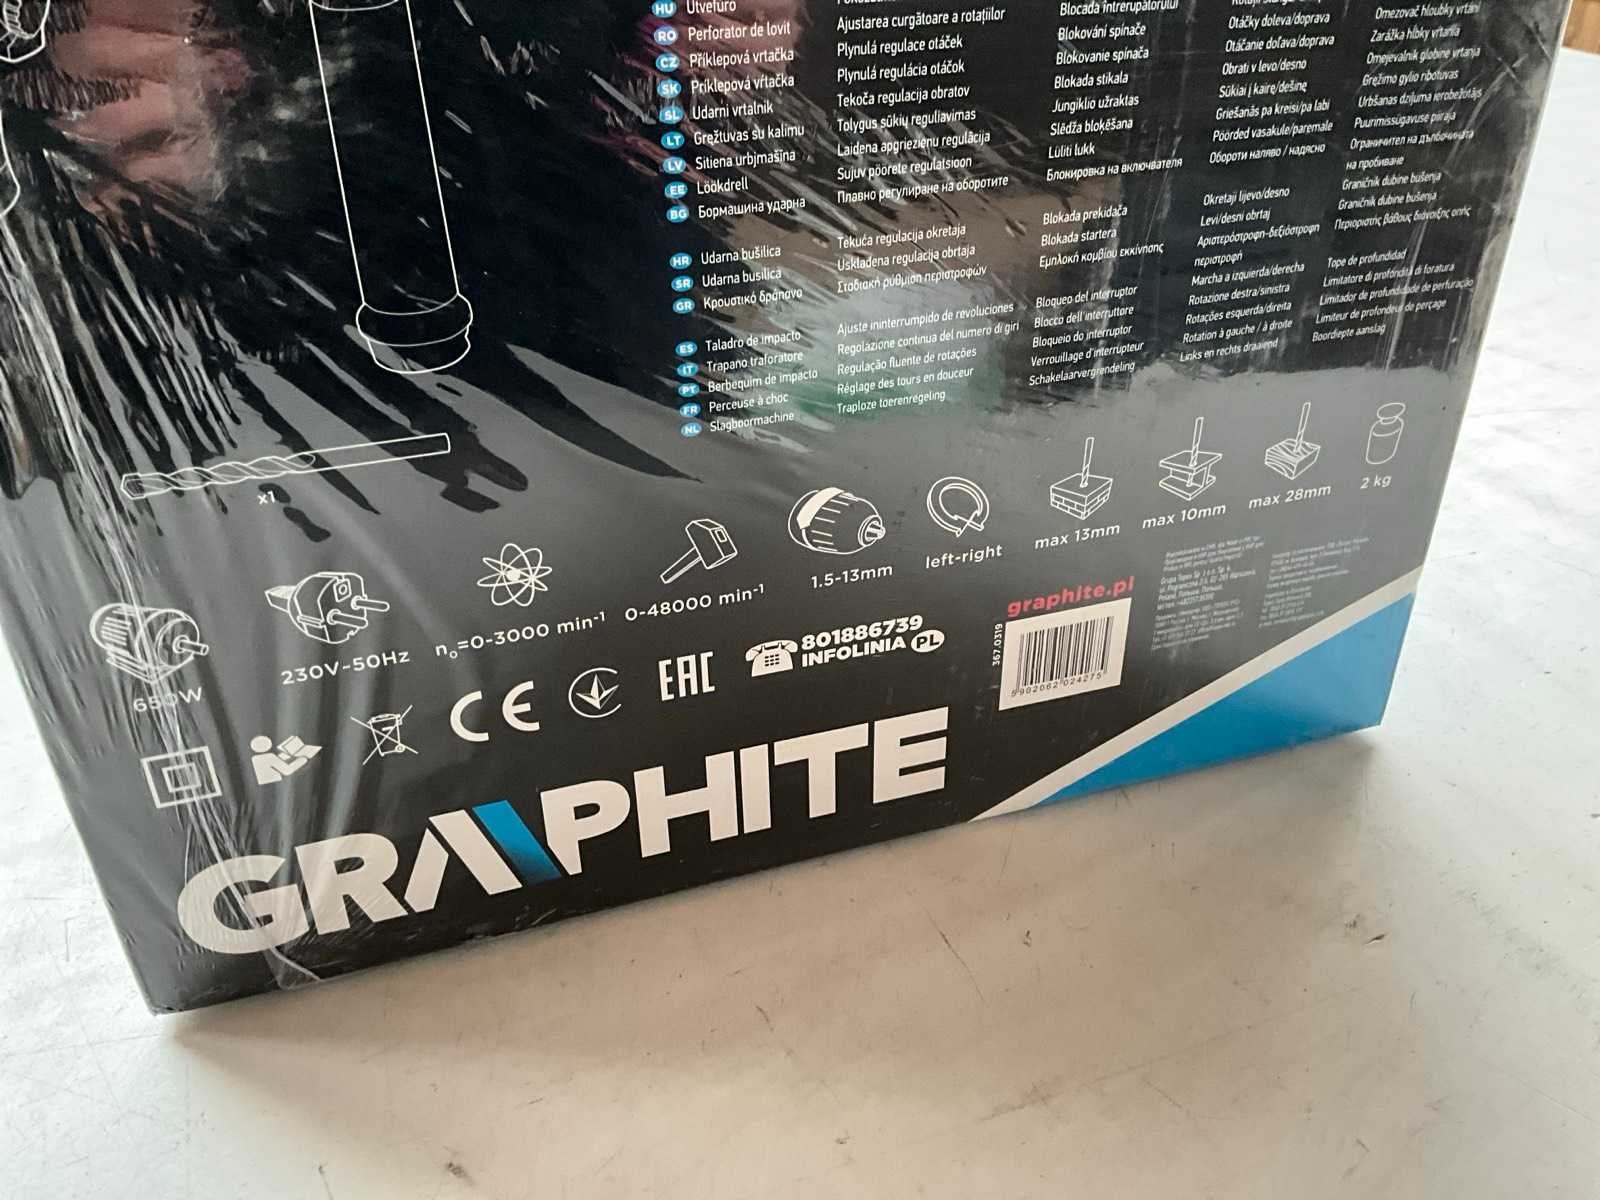 HU Ütvefúró
RO Perforator de lovit
CZ Příklepová vrtačka
SK Príklepová vŕtačka
SL Udarni vrtalnik
LT Gręžtuvas su kalimu
LV Sitiena urbjmašīna
EE Löökdrell
BG Бормашина ударна
HR Udarna bušilica
SR Udarna busilica
GR Κρουστικό δράπανο
ES Taladro de impacto
IT Trapano traforatore
PT Berbequim de impacto
FR Perceuse à choc
NL Slagboormachine
Ajustarea curgătoare a rotațiilor
Plynulá regulace otáček
Plynulá regulácia otáčok
Tekoča regulacija obratov
Tolygus sūkių reguliavimas
Laidena apgriezienu regulācija
Sujuv pöörete regulatsioon
Плавно регулиране на оборотите
Tekuća regulacija okretaja
Uskladena regulacija obrtaja
Σταδιακή ρύθμιση περιστροφών
Ajuste ininterrumpido de revoluciones
Regolazione continua del numero di giri
Regulação fluente de rotações
Réglage des tours en douceur
Traploze toerenregeling
Blocada întrerupătorului
Blokování spínače
Blokovanie spínača
Blokada stikala
Jungiklio užraktas
Slēdža bloķēšana
Lüliti lukk
Блокировка на включвателя
Blokada prekidača
Blokada startera
Εμπλοκή κομβίου εκκίνησης
Bloqueo del interruptor
Blocco dell'interruttore
Bloqueio do interruptor
Verrouillage d'interrupteur
Schakelaarvergrendeling
Otáčky doleva/doprava
Otáčanie doľava/doprava
Obrati v levo/desno
Sūkiai į kairę/dešinę
Griešanās pa kreisi/pa labi
Pöörded vasakule/paremale
Обороти наляво / надясно
Okretaji lijevo/desno
Levi/desni obrtaj
Αριστερόστροφη-δεξιόστροφη
περιστροφή
Marcha a izquierda/derecha
Rotazione destra/sinistra
Rotações esquerda/direita
Rotation à gauche / à droite
Links en rechts draaiend
Omezovač hloubky vrtání
Zarážka hĺbky vŕtania
Omejevalnik globine vrtanja
Gręžimo gylio ribotuvas
Urbšanas dziļuma ierobežotājs
Puurimissügavuse piiraja
Ограничител на дълбочината
на пробиване
Graničnik dubine bušenja
Graničnik dubine bušenja
Περιοριστής βάθους διάνοιξης οπής
Tope de profundidad
Limitatore di profondità di foratura
Limitador de profundidade de perfuração
Limiteur de profondeur de perçage
Boordiepte aanslag
x1
650W
230V~50Hz
n₀=0-3000 min⁻¹
0-48000 min⁻¹
1.5-13mm
left-right
max 13mm
max 10mm
max 28mm
2 kg
CE
EAC
801886739
INFOLINIA PL
graphite.pl
367.0319
5902062024275
GRAPHITE